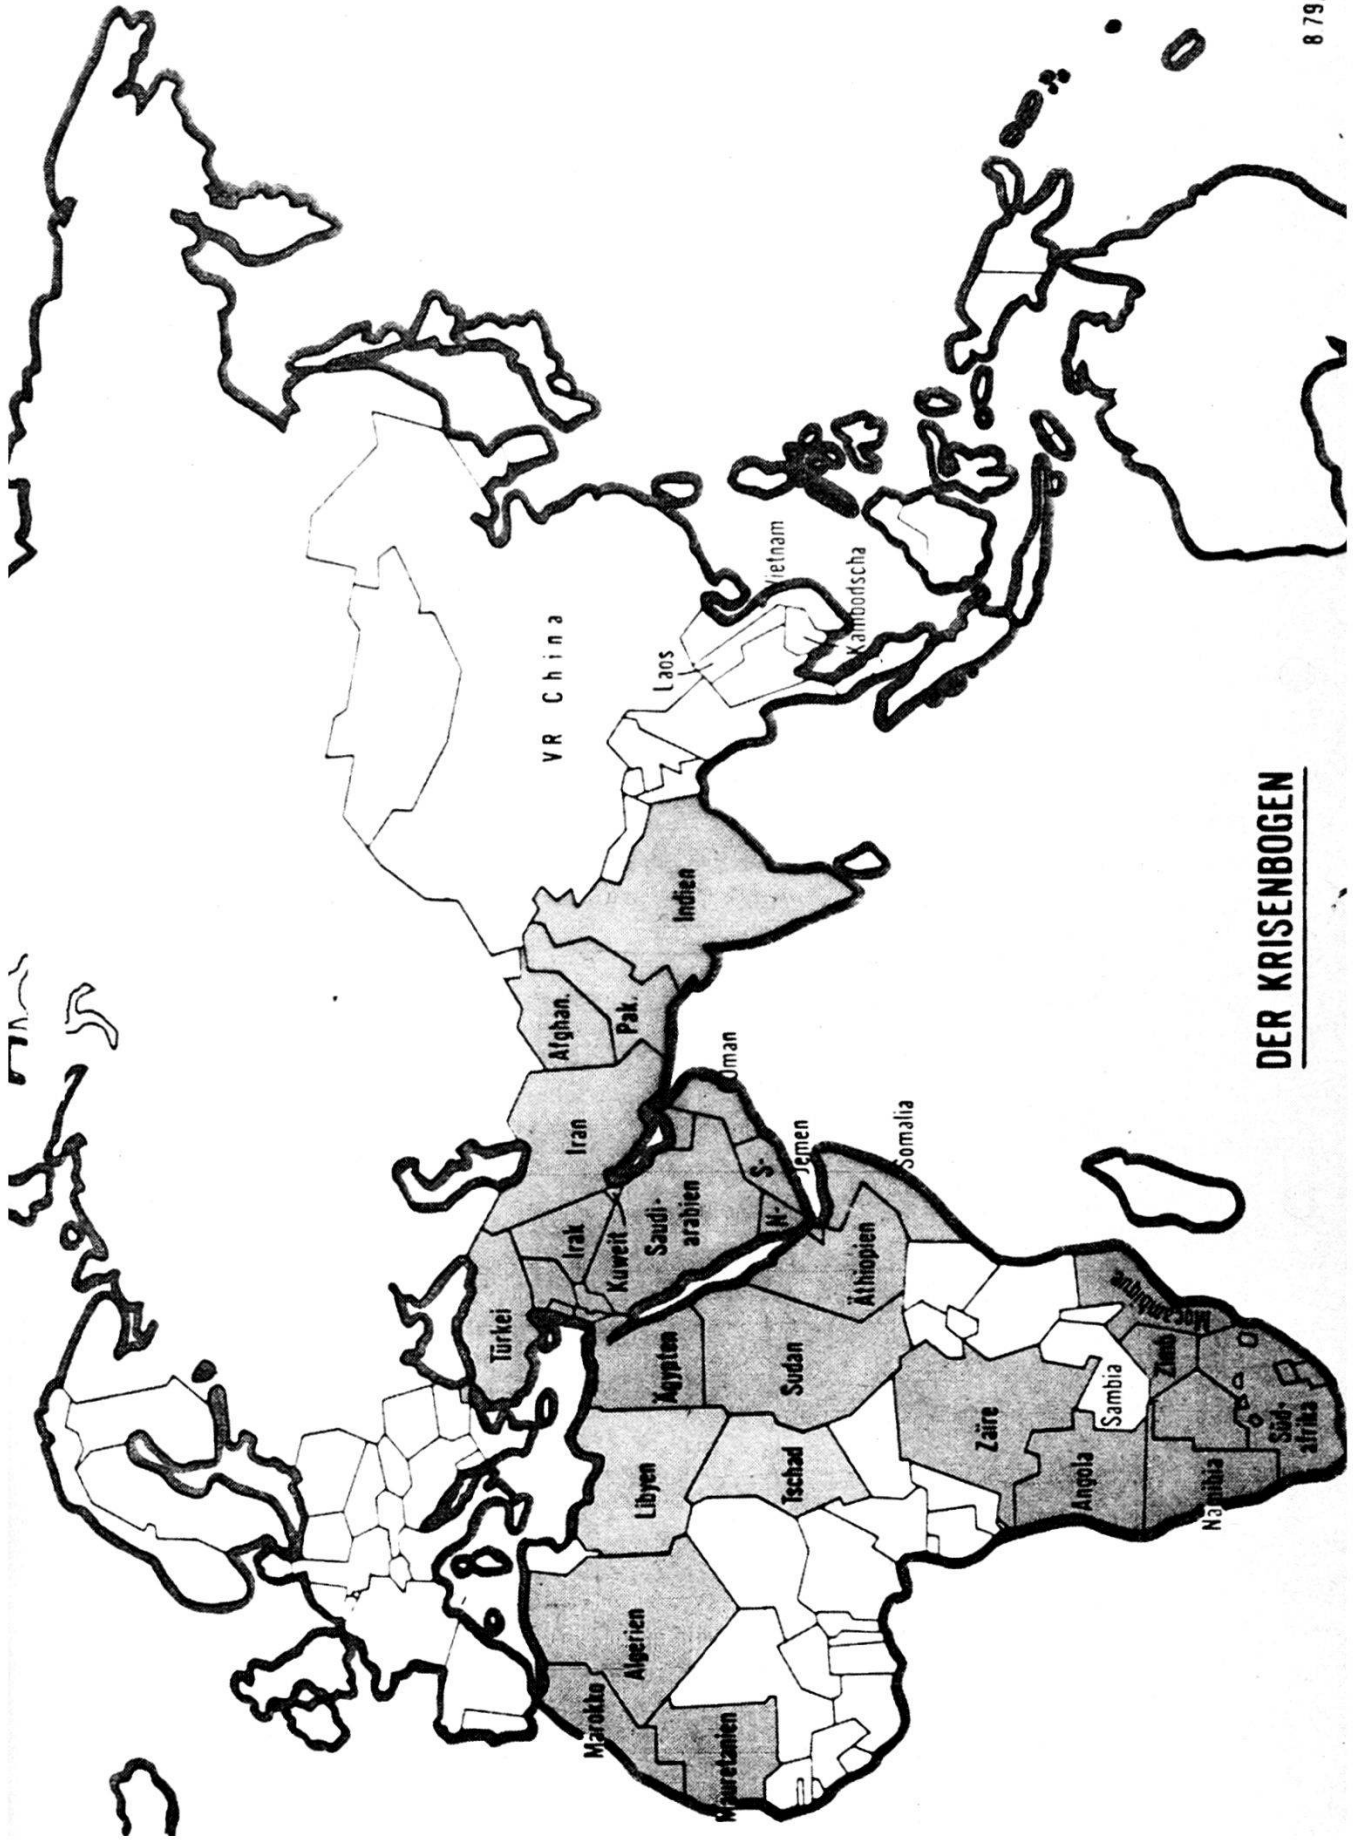 8.79
VR China
Laos
Vietnam
Kambodscha
Indien
Afghan.
Pak.
Iran
Oman
Türkei
Irak
Kuweit
Saudi-
arabien
S-
N-
Jemen
Somalia
Äthiopien
Ägypten
Sudan
Libyen
Tschad
Algerien
Marokko
Mauretanien
Zaïre
Angola
Sambia
Zimb
Moçambique
Namibia
Süd-
afrika
DER KRISENBOGEN